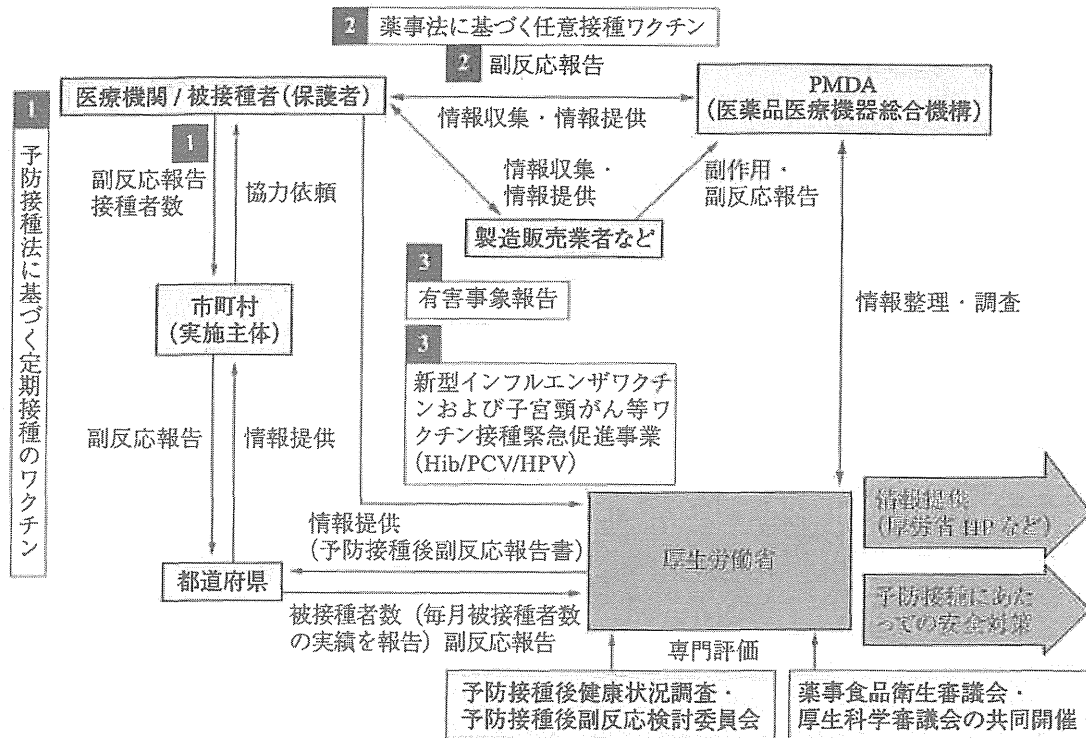 2 薬事法に基づく任意接種ワクチン
2 副反応報告
医療機関/被接種者(保護者)
PMDA
(医薬品医療機器総合機構)
情報収集・情報提供
1
予防接種法に基づく定期接種のワクチン
1
副反応報告
接種者数
協力依頼
情報収集・
情報提供
副作用・
副反応報告
製造販売業者など
3
有害事象報告
市町村
(実施主体)
情報整理・調査
3
新型インフルエンザワクチ
ンおよび子宮頸がん等ワ
クチン接種緊急促進事業
(Hib/PCV/HPV)
副反応報告
情報提供
情報提供
(予防接種後副反応報告書)
厚生労働省
情報提供
(厚労省 HP など)
都道府県
被接種者数(毎月被接種者数
の実績を報告)副反応報告
予防接種にあた
っての安全対策
専門評価
予防接種後健康状況調査・
予防接種後副反応検討委員会
薬事食品衛生審議会・
厚生科学審議会の共同開催